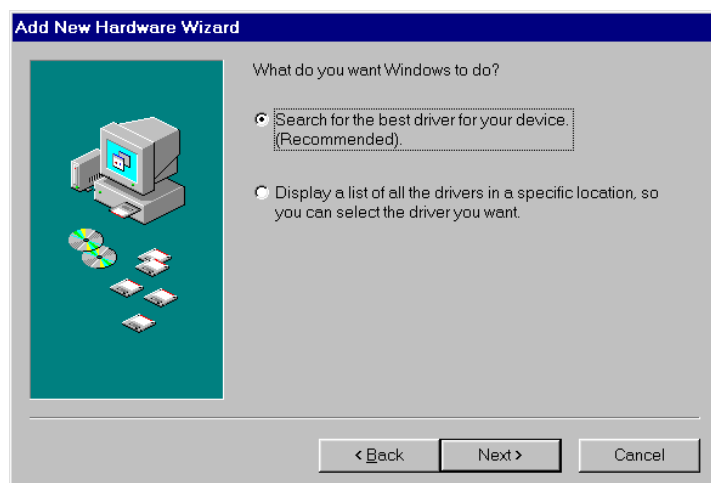 Add New Hardware Wizard
What do you want Windows to do?
Search for the best driver for your device.
(Recommended).
Display a list of all the drivers in a specific location, so
you can select the driver you want.
< Back
Next >
Cancel